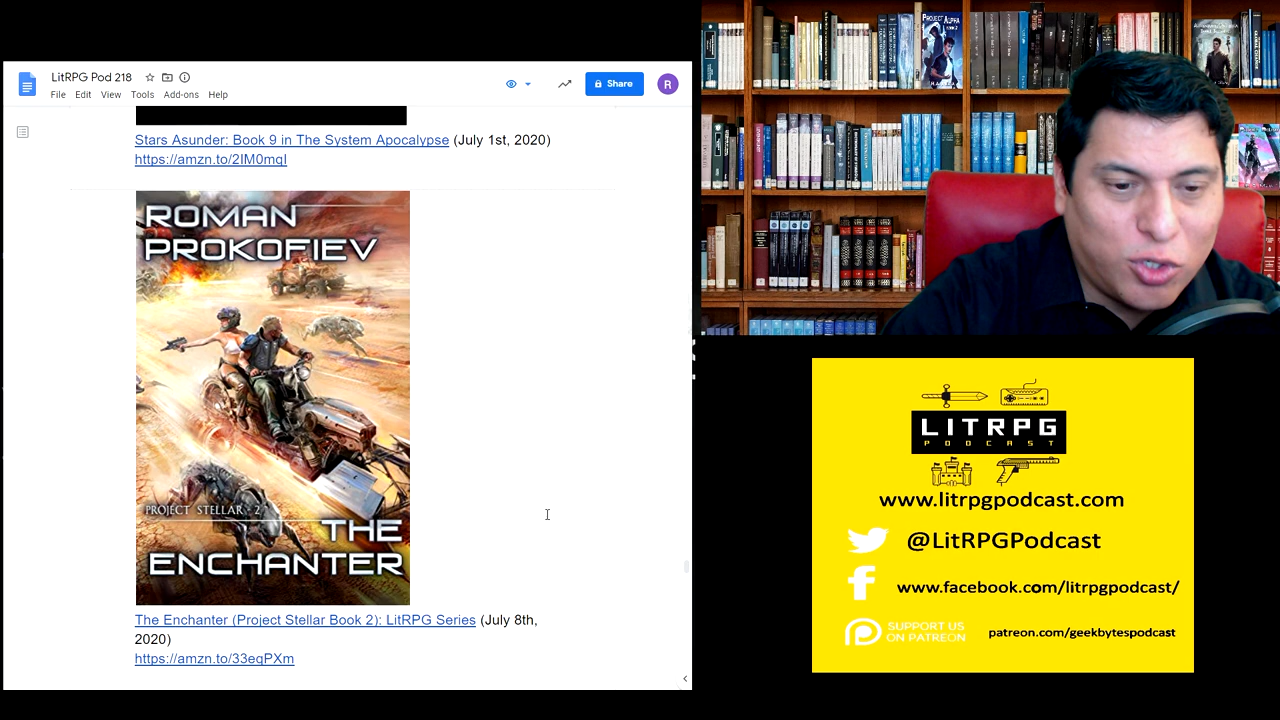 LitRPG Pod 218
File Edit View Tools Add-ons Help
Share
R
Stars Asunder: Book 9 in The System Apocalypse (July 1st, 2020)
https://amzn.to/2IM0mqI
ROMAN
PROKOFIEV
PROJECT STELLAR - 2
THE
ENCHANTER
The Enchanter (Project Stellar Book 2): LitRPG Series (July 8th,
2020)
https://amzn.to/33eqPXm
PROJECT ALPHA
LITRPG
PODCAST
www.litrpgpodcast.com
@LitRPGPodcast
www.facebook.com/litrpgpodcast/
SUPPORT US
ON PATREON
patreon.com/geekbytespodcast